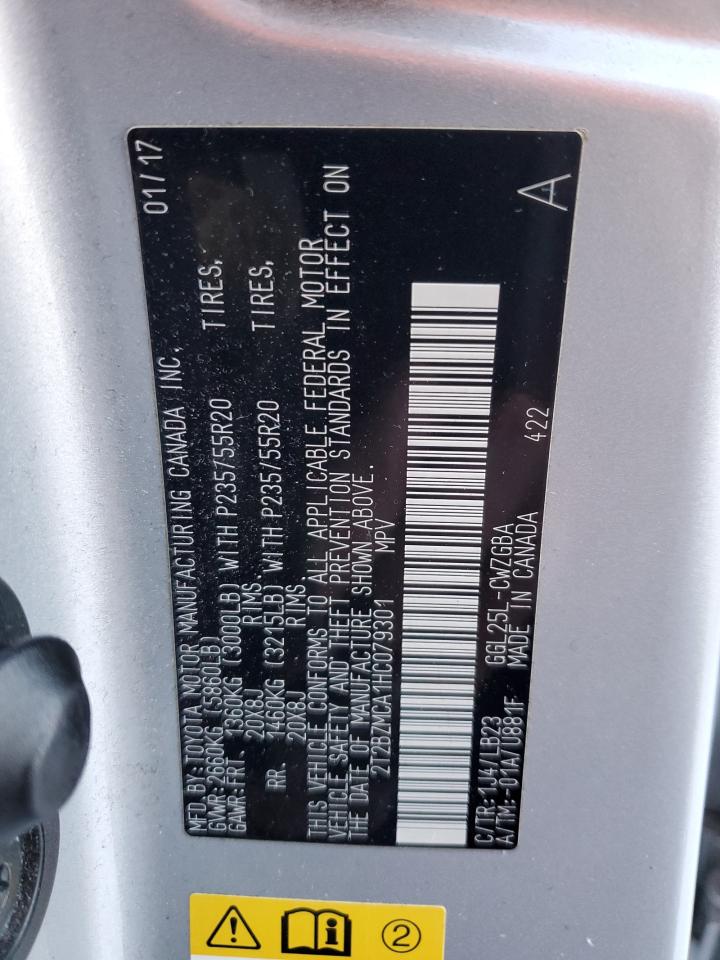 MFD. BY: TOYOTA MOTOR MANUFACTURING CANADA INC. 01/17
GVWR: 2660KG (5860LB)
GAWR: FRT. 1360KG (3000LB) WITH P235/55R20 TIRES,
20X8J RIMS.
RR. 1460KG (3215LB) WITH P235/55R20 TIRES,
20X8J RIMS.
THIS VEHICLE CONFORMS TO ALL APPLICABLE FEDERAL MOTOR
VEHICLE SAFETY AND THEFT PREVENTION STANDARDS IN EFFECT ON
THE DATE OF MANUFACTURE SHOWN ABOVE.
2T2BZMCA1HC079301 MPV
A
C/TR: 1J4/LB23 GGL25L-CWZGBA
A/TM: -01A/U881F MADE IN CANADA 422
2